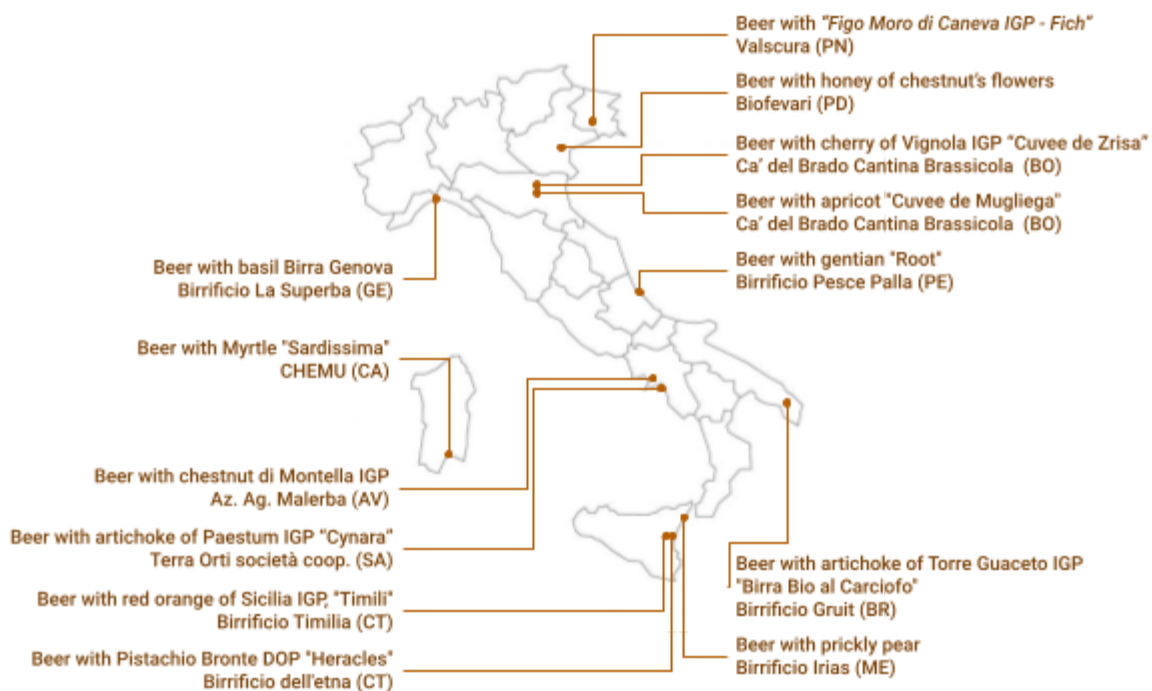 Beer with "Figo Moro di Caneva IGP - Fich"
Valscura (PN)
Beer with honey of chestnut's flowers
Biofevari (PD)
Beer with cherry of Vignola IGP "Cuvee de Zrisa"
Ca' del Brado Cantina Brassicola (BO)
Beer with apricot "Cuvee de Mugliega"
Ca' del Brado Cantina Brassicola (BO)
Beer with gentian "Root"
Birrificio Pesce Palla (PE)
Beer with basil Birra Genova
Birrificio La Superba (GE)
Beer with Myrtle "Sardissima"
CHEMU (CA)
Beer with chestnut di Montella IGP
Az. Ag. Malerba (AV)
Beer with artichoke of Paestum IGP "Cynara"
Terra Orti società coop. (SA)
Beer with red orange of Sicilia IGP, "Timili"
Birrificio Timilia (CT)
Beer with Pistachio Bronte DOP "Heracles"
Birrificio dell'etna (CT)
Beer with artichoke of Torre Guaceto IGP
"Birra Bio al Carciofo"
Birrificio Gruit (BR)
Beer with prickly pear
Birrificio Irias (ME)